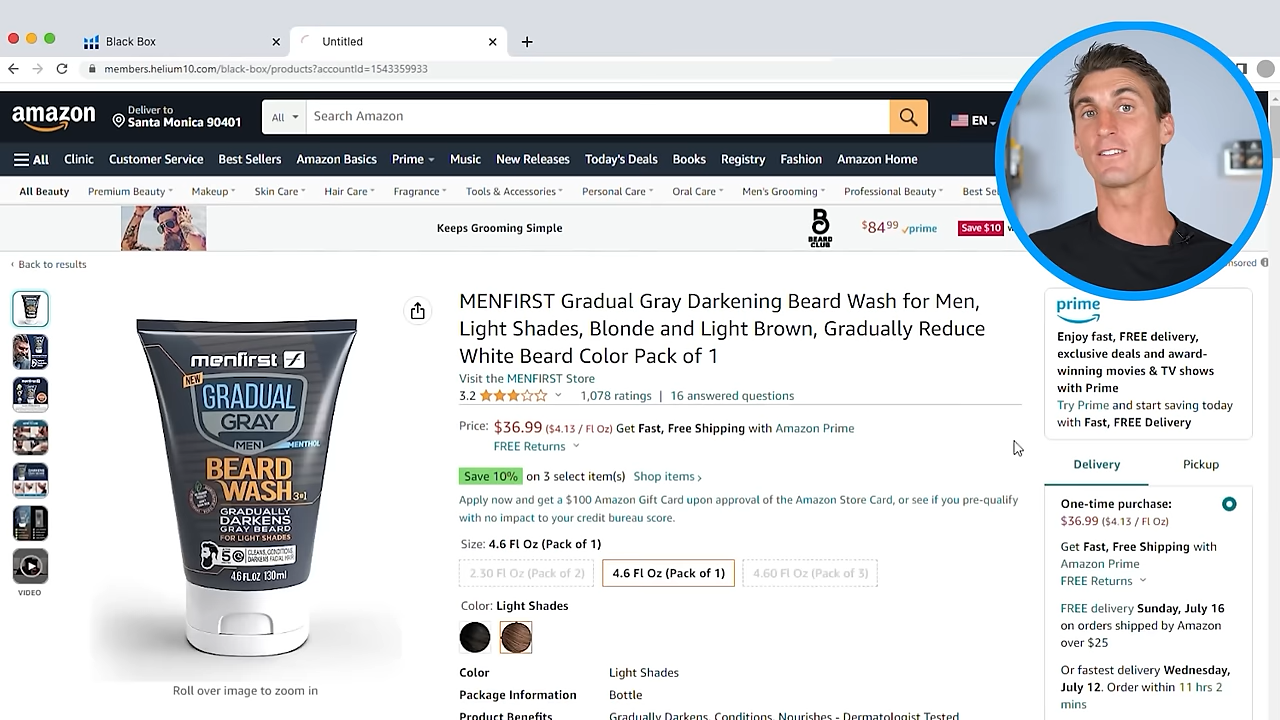 Black Box
Untitled
members.helium10.com/black-box/products?accountId=1543359933
amazon
Deliver to
Santa Monica 90401
All
Search Amazon
EN
All
Clinic
Customer Service
Best Sellers
Amazon Basics
Prime
Music
New Releases
Today's Deals
Books
Registry
Fashion
Amazon Home
All Beauty
Premium Beauty
Makeup
Skin Care
Hair Care
Fragrance
Tools & Accessories
Personal Care
Oral Care
Men's Grooming
Professional Beauty
Best Se
Keeps Grooming Simple
B
BEARD
CLUB
$84⁹⁹ prime
Save $10
‹ Back to results
nsored
MENFIRST Gradual Gray Darkening Beard Wash for Men,
Light Shades, Blonde and Light Brown, Gradually Reduce
White Beard Color Pack of 1
Visit the MENFIRST Store
3.2
1,078 ratings | 16 answered questions
Price: $36.99 ($4.13 / Fl Oz) Get Fast, Free Shipping with Amazon Prime
FREE Returns
Save 10% on 3 select item(s) Shop items ›
Apply now and get a $100 Amazon Gift Card upon approval of the Amazon Store Card, or see if you pre-qualify
with no impact to your credit bureau score.
Size: 4.6 Fl Oz (Pack of 1)
2.30 Fl Oz (Pack of 2)
4.6 Fl Oz (Pack of 1)
4.60 Fl Oz (Pack of 3)
Color: Light Shades
Color Light Shades
Package Information Bottle
Product Benefits Gradually Darkens, Conditions, Nourishes - Dermatologist Tested
menfirst
NEW
GRADUAL
GRAY
MEN
MENTHOL
BEARD
WASH 3in1
GRADUALLY
DARKENS
GRAY BEARD
FOR LIGHT SHADES
4.6 FL.OZ 130ml
VIDEO
Roll over image to zoom in
prime
Enjoy fast, FREE delivery,
exclusive deals and award-
winning movies & TV shows
with Prime
Try Prime and start saving today
with Fast, FREE Delivery
Delivery
Pickup
One-time purchase:
$36.99 ($4.13 / Fl Oz)
Get Fast, Free Shipping with
Amazon Prime
FREE Returns
FREE delivery Sunday, July 16
on orders shipped by Amazon
over $25
Or fastest delivery Wednesday,
July 12. Order within 11 hrs 2
mins